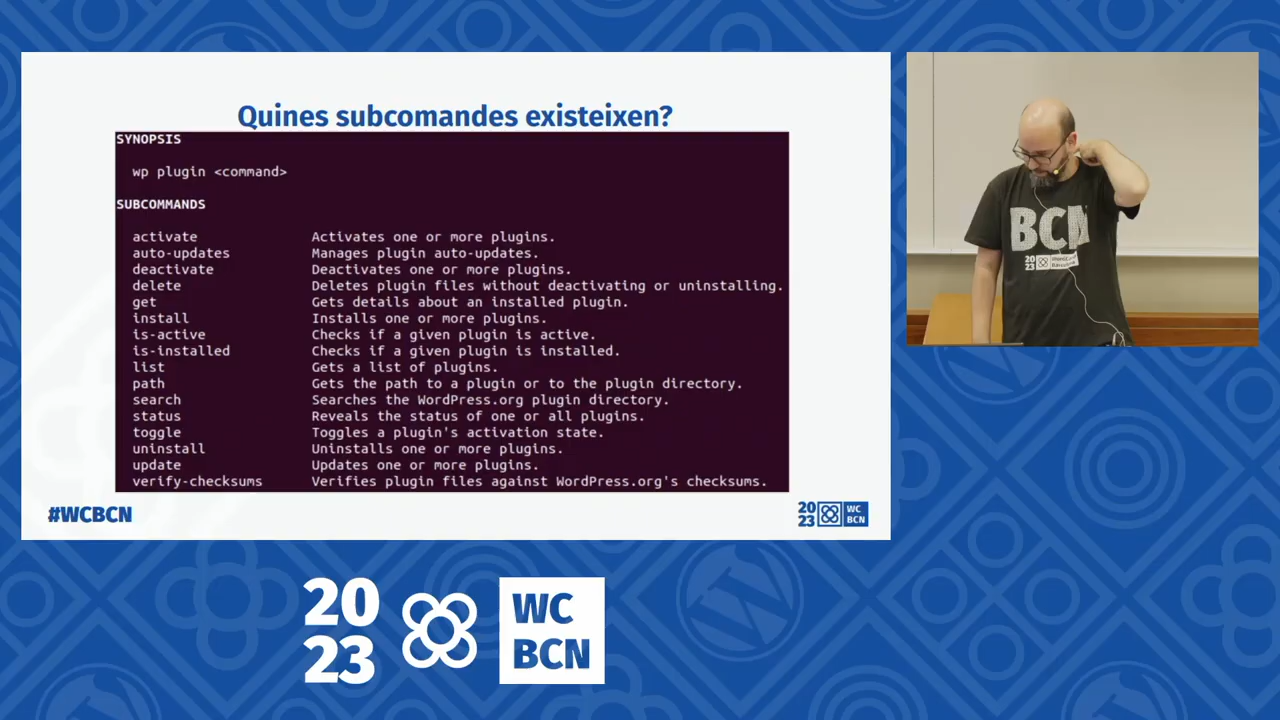 Quines subcomandes existeixen?
SYNOPSIS
wp plugin <command>
SUBCOMMANDS
activate Activates one or more plugins.
auto-updates Manages plugin auto-updates.
deactivate Deactivates one or more plugins.
delete Deletes plugin files without deactivating or uninstalling.
get Gets details about an installed plugin.
install Installs one or more plugins.
is-active Checks if a given plugin is active.
is-installed Checks if a given plugin is installed.
list Gets a list of plugins.
path Gets the path to a plugin or to the plugin directory.
search Searches the WordPress.org plugin directory.
status Reveals the status of one or all plugins.
toggle Toggles a plugin's activation state.
uninstall Uninstalls one or more plugins.
update Updates one or more plugins.
verify-checksums Verifies plugin files against WordPress.org's checksums.
#WCBCN
20
23
WC
BCN
BCN
20
23
20
23
WC
BCN